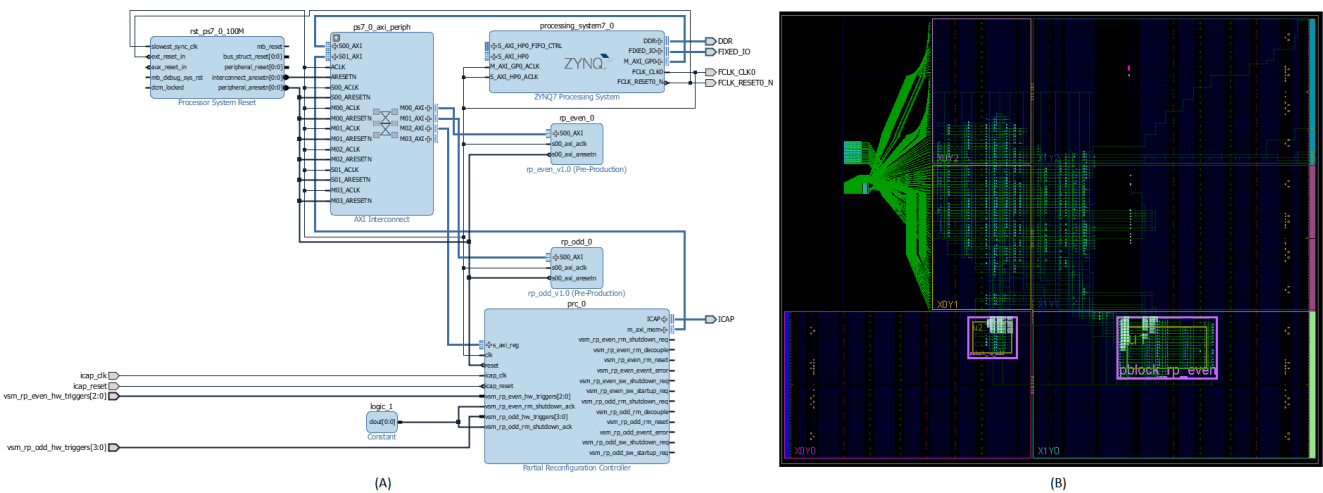 rst_ps7_0_100M
slowest_sync_clk
ext_reset_in
aux_reset_in
mb_debug_sys_rst
dcm_locked
mb_reset
bus_struct_reset[0:0]
peripheral_reset[0:0]
interconnect_aresetn[0:0]
peripheral_aresetn[0:0]
Processor System Reset
ps7_0_axi_periph
S00_AXI
S01_AXI
ACLK
ARESETN
S00_ACLK
S00_ARESETN
M00_ACLK
M00_ARESETN
M01_ACLK
M01_ARESETN
M02_ACLK
M02_ARESETN
S01_ACLK
S01_ARESETN
M03_ACLK
M03_ARESETN
M00_AXI
M01_AXI
M02_AXI
M03_AXI
AXI Interconnect
processing_system7_0
S_AXI_HP0_FIFO_CTRL
S_AXI_HP0
M_AXI_GP0_ACLK
S_AXI_HP0_ACLK
ZYNQ
DDR
FIXED_IO
M_AXI_GP0
FCLK_CLK0
FCLK_RESET0_N
ZYNQ7 Processing System
DDR
FIXED_IO
FCLK_CLK0
FCLK_RESET0_N
rp_even_0
S00_AXI
s00_axi_aclk
s00_axi_aresetn
rp_even_v1.0 (Pre-Production)
rp_odd_0
S00_AXI
s00_axi_aclk
s00_axi_aresetn
rp_odd_v1.0 (Pre-Production)
prc_0
s_axi_reg
clk
reset
icap_clk
icap_reset
vsm_rp_even_hw_triggers[2:0]
vsm_rp_even_rm_shutdown_ack
vsm_rp_odd_hw_triggers[3:0]
vsm_rp_odd_rm_shutdown_ack
ICAP
m_axi_mem
vsm_rp_even_rm_shutdown_req
vsm_rp_even_rm_decouple
vsm_rp_even_rm_reset
vsm_rp_even_event_error
vsm_rp_even_sw_shutdown_req
vsm_rp_even_sw_startup_req
vsm_rp_odd_rm_shutdown_req
vsm_rp_odd_rm_decouple
vsm_rp_odd_rm_reset
vsm_rp_odd_event_error
vsm_rp_odd_sw_shutdown_req
vsm_rp_odd_sw_startup_req
Partial Reconfiguration Controller
ICAP
icap_clk
icap_reset
vsm_rp_even_hw_triggers[2:0]
vsm_rp_odd_hw_triggers[3:0]
logic_1
dout[0:0]
Constant
(A)
X0Y2
X1Y2
X0Y1
X1Y1
pblock_rp_even
X0Y0
X1Y0
(B)